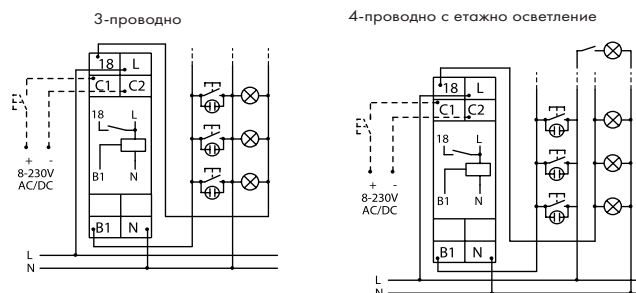 3-проводно
18 L
C1 C2
18 L
B1 N
+ -
8-230V
AC/DC
B1 N
L
N
4-проводно с етажно осветление
18 L
C1 C2
18 L
B1 N
+ -
8-230V
AC/DC
B1 N
L
N